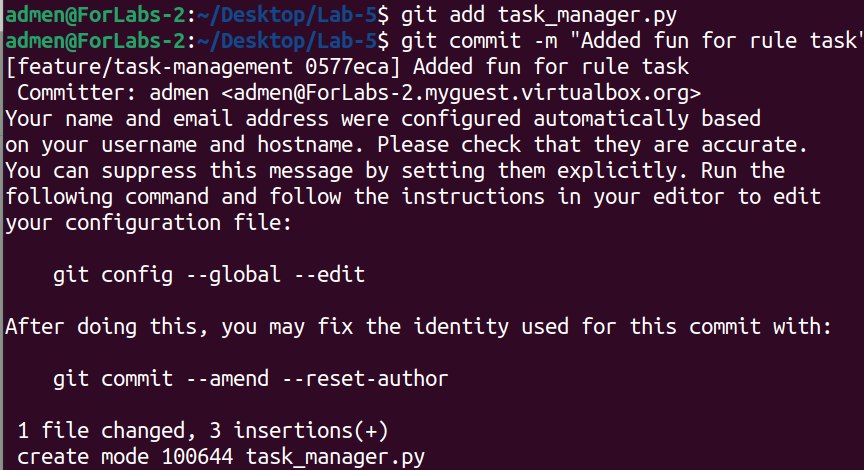 admen@ForLabs-2:~/Desktop/Lab-5$ git add task_manager.py
admen@ForLabs-2:~/Desktop/Lab-5$ git commit -m "Added fun for rule task"
[feature/task-management 0577eca] Added fun for rule task
 Committer: admen <admen@ForLabs-2.myguest.virtualbox.org>
Your name and email address were configured automatically based
on your username and hostname. Please check that they are accurate.
You can suppress this message by setting them explicitly. Run the
following command and follow the instructions in your editor to edit
your configuration file:

    git config --global --edit

After doing this, you may fix the identity used for this commit with:

    git commit --amend --reset-author

 1 file changed, 3 insertions(+)
 create mode 100644 task_manager.py